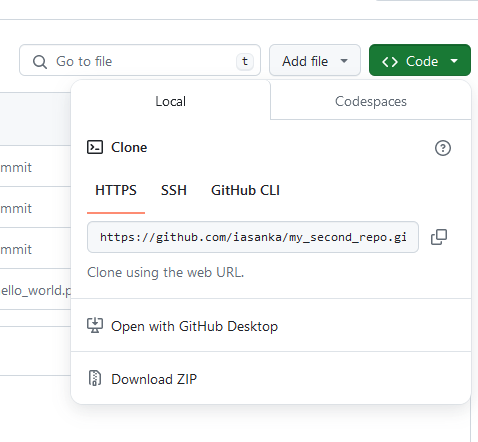 Go to file t Add file Code
Local Codespaces
Clone
mmit
HTTPS SSH GitHub CLI
mmit
https://github.com/iasanka/my_second_repo.gi
mmit
Clone using the web URL.
ello_world.p
Open with GitHub Desktop
Download ZIP